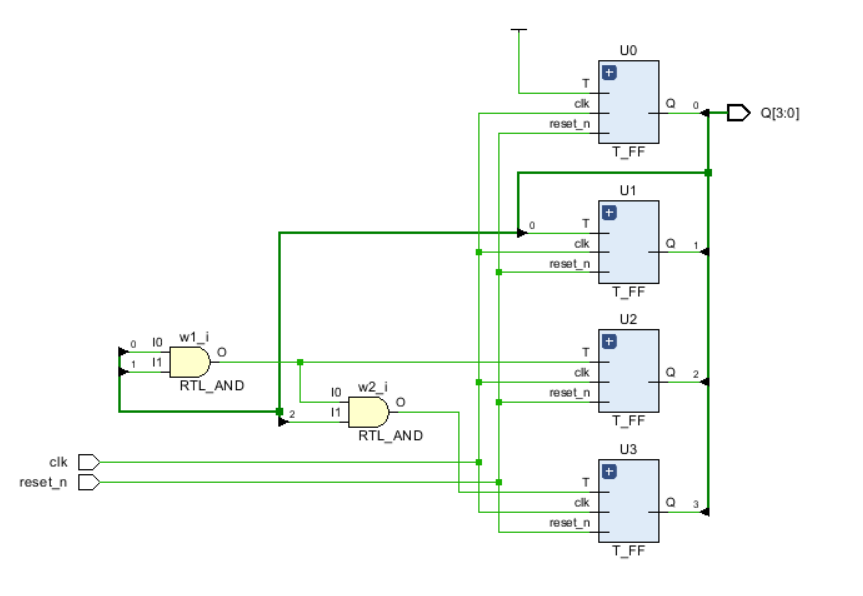 U0
T
clk
reset_n
Q
0
Q[3:0]
T_FF
U1
0
T
clk
reset_n
Q
1
T_FF
U2
T
clk
reset_n
Q
2
T_FF
w1_i
0
I0
1
I1
O
RTL_AND
w2_i
I0
2
I1
O
RTL_AND
clk
reset_n
U3
T
clk
reset_n
Q
3
T_FF